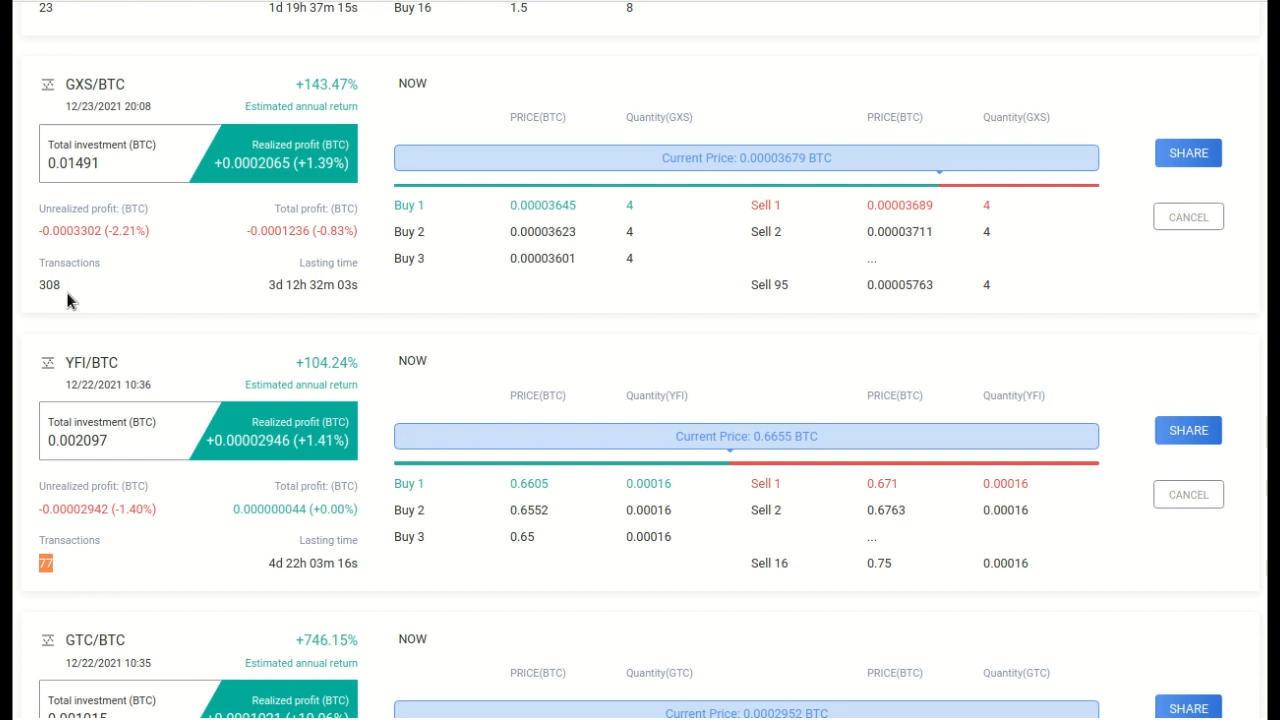 23 1d 19h 37m 15s Buy 16 1.5 8
GXS/BTC +143.47% NOW
12/23/2021 20:08 Estimated annual return
PRICE(BTC) Quantity(GXS) PRICE(BTC) Quantity(GXS)
Total investment (BTC) Realized profit (BTC)
0.01491 +0.0002065 (+1.39%)
Current Price: 0.00003679 BTC
SHARE
Unrealized profit: (BTC) Total profit: (BTC)
-0.0003302 (-2.21%) -0.0001236 (-0.83%)
Transactions Lasting time
308 3d 12h 32m 03s
Buy 1 0.00003645 4 Sell 1 0.00003689 4
Buy 2 0.00003623 4 Sell 2 0.00003711 4
Buy 3 0.00003601 4 ...
Sell 95 0.00005763 4
CANCEL
YFI/BTC +104.24% NOW
12/22/2021 10:36 Estimated annual return
PRICE(BTC) Quantity(YFI) PRICE(BTC) Quantity(YFI)
Total investment (BTC) Realized profit (BTC)
0.002097 +0.00002946 (+1.41%)
Current Price: 0.6655 BTC
SHARE
Unrealized profit: (BTC) Total profit: (BTC)
-0.00002942 (-1.40%) 0.000000044 (+0.00%)
Transactions Lasting time
77 4d 22h 03m 16s
Buy 1 0.6605 0.00016 Sell 1 0.671 0.00016
Buy 2 0.6552 0.00016 Sell 2 0.6763 0.00016
Buy 3 0.65 0.00016 ...
Sell 16 0.75 0.00016
CANCEL
GTC/BTC +746.15% NOW
12/22/2021 10:35 Estimated annual return
PRICE(BTC) Quantity(GTC) PRICE(BTC) Quantity(GTC)
Total investment (BTC) Realized profit (BTC)
Current Price: 0.0002952 BTC
SHARE